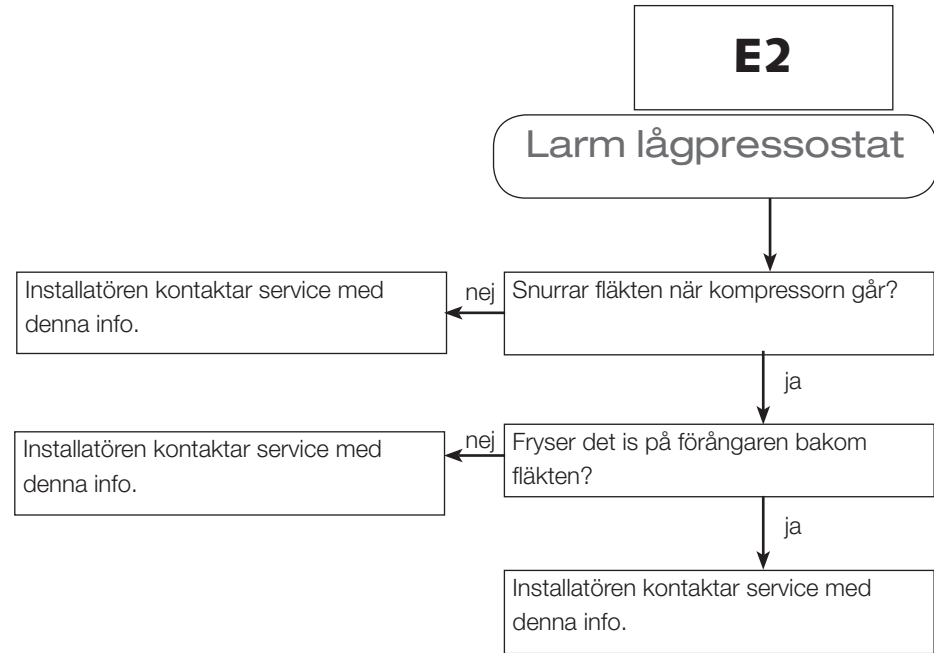 E2
Larm lågpressostat
Installatören kontaktar service med
denna info.
nej
Snurrar fläkten när kompressorn går?
ja
Installatören kontaktar service med
denna info.
nej
Fryser det is på förångaren bakom
fläkten?
ja
Installatören kontaktar service med
denna info.